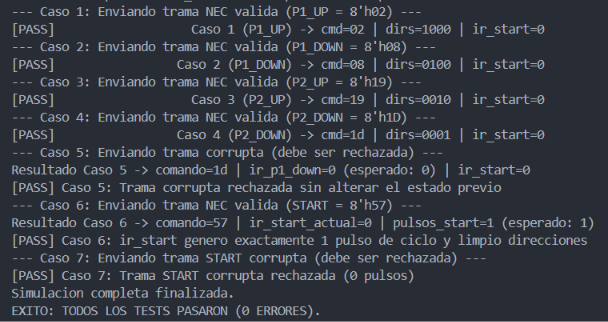 --- Caso 1: Enviando trama NEC valida (P1_UP = 8'h02) ---
[PASS]                  Caso 1 (P1_UP) -> cmd=02 | dirs=1000 | ir_start=0
--- Caso 2: Enviando trama NEC valida (P1_DOWN = 8'h08) ---
[PASS]                Caso 2 (P1_DOWN) -> cmd=08 | dirs=0100 | ir_start=0
--- Caso 3: Enviando trama NEC valida (P2_UP = 8'h19) ---
[PASS]                  Caso 3 (P2_UP) -> cmd=19 | dirs=0010 | ir_start=0
--- Caso 4: Enviando trama NEC valida (P2_DOWN = 8'h1D) ---
[PASS]                Caso 4 (P2_DOWN) -> cmd=1d | dirs=0001 | ir_start=0
--- Caso 5: Enviando trama corrupta (debe ser rechazada) ---
Resultado Caso 5 -> comando=1d | ir_p1_down=0 (esperado: 0) | ir_start=0
[PASS] Caso 5: Trama corrupta rechazada sin alterar el estado previo
--- Caso 6: Enviando trama NEC valida (START = 8'h57) ---
Resultado Caso 6 -> comando=57 | ir_start_actual=0 | pulsos_start=1 (esperado: 1)
[PASS] Caso 6: ir_start genero exactamente 1 pulso de ciclo y limpio direcciones
--- Caso 7: Enviando trama START corrupta (debe ser rechazada) ---
[PASS] Caso 7: Trama START corrupta rechazada (0 pulsos)
Simulacion completa finalizada.
EXITO: TODOS LOS TESTS PASARON (0 ERRORES).